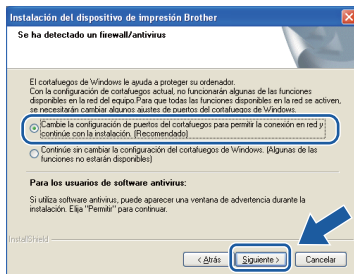 Instalación del dispositivo de impresión Brother
Se ha detectado un firewall/antivirus
El cortafuegos de Windows le ayuda a proteger su ordenador.
Con la configuración de cortafuegos actual, no funcionarán algunas de las funciones
disponibles en la red del equipo.Para que todas las funciones disponibles en la red se activen,
se necesitarán cambiar algunos ajustes de puertos del cortafuegos de Windows.
Cambie la configuración de puertos del cortafuegos para permitir la conexión en red y
continúe con la instalación. (Recomendado)
Continúe sin cambiar la configuración del cortafuegos de Windows. (Algunas de las
funciones no estarán disponibles)
Para los usuarios de software antivirus:
Si utiliza software antivirus, puede aparecer una ventana de advertencia durante la
instalación. Elija "Permitir" para continuar.
InstallShield
< Atrás Siguiente > Cancelar